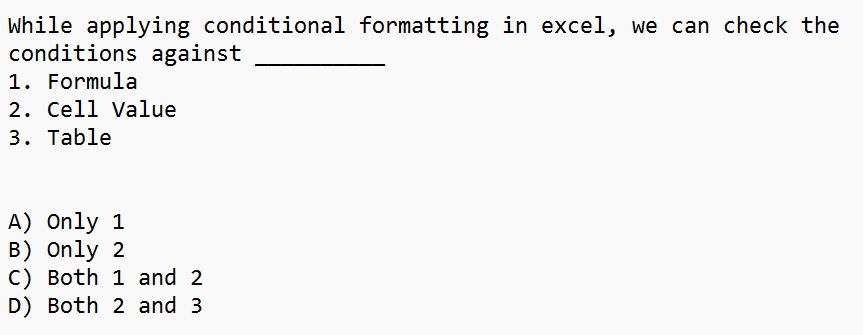 While applying conditional formatting in excel, we can check the
conditions against __________
1. Formula
2. Cell Value
3. Table
A) Only 1
B) Only 2
C) Both 1 and 2
D) Both 2 and 3